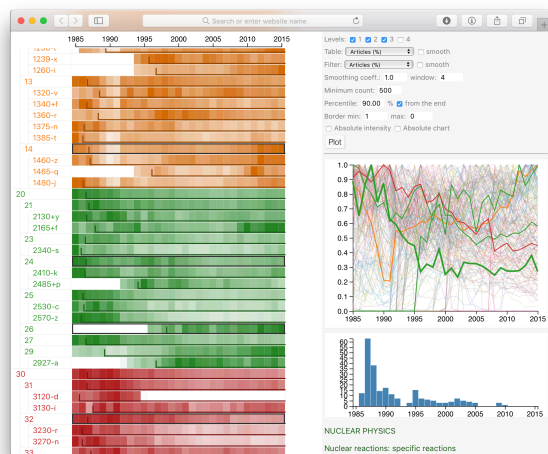 Search or enter website name
1985 1990 1995 2000 2005 2010 2015
1239-x
1260-i
13
1320-v
1340+f
1360-r
1375-n
1385-t
14
1460-z
1465-q
1480-j
20
21
2130+y
2165+f
23
2340-s
24
2410-k
2485+p
25
2530-c
2570-z
26
27
29
2927-a
30
31
3120-d
3130-i
32
3230-r
3270-n
33
Levels: 1 2 3 4
Table: Articles (%) smooth
Filter: Articles (%) smooth
Smoothing coeff.: 1.0 window: 4
Minimum count: 500
Percentile: 90.00 % from the end
Border min: 1 max: 0
Absolute intensity Absolute chart
Plot
1.0
0.9
0.8
0.7
0.6
0.5
0.4
0.3
0.2
0.1
0.0
1985 1990 1995 2000 2005 2010 2015
60
55
50
45
40
35
30
25
20
15
10
5
0
1985 1990 1995 2000 2005 2010 2015
NUCLEAR PHYSICS
Nuclear reactions: specific reactions